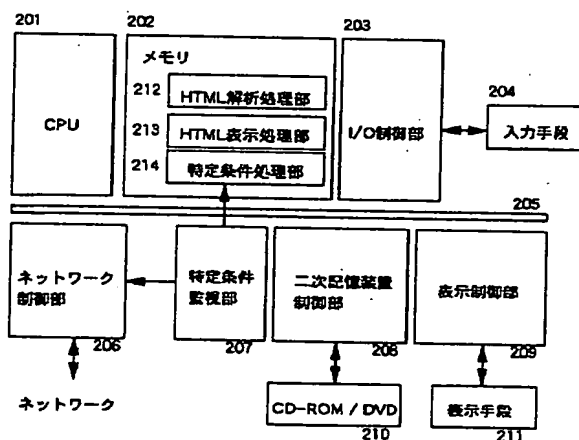 201
202
203
メモリ
212
HTML解析処理部
204
CPU
213
HTML表示処理部
I/O制御部
入力手段
214
特定条件処理部
205
ネットワーク
制御部
特定条件
監視部
二次記憶装置
制御部
表示制御部
206
207
208
209
ネットワーク
CD-ROM / DVD
表示手段
210
211